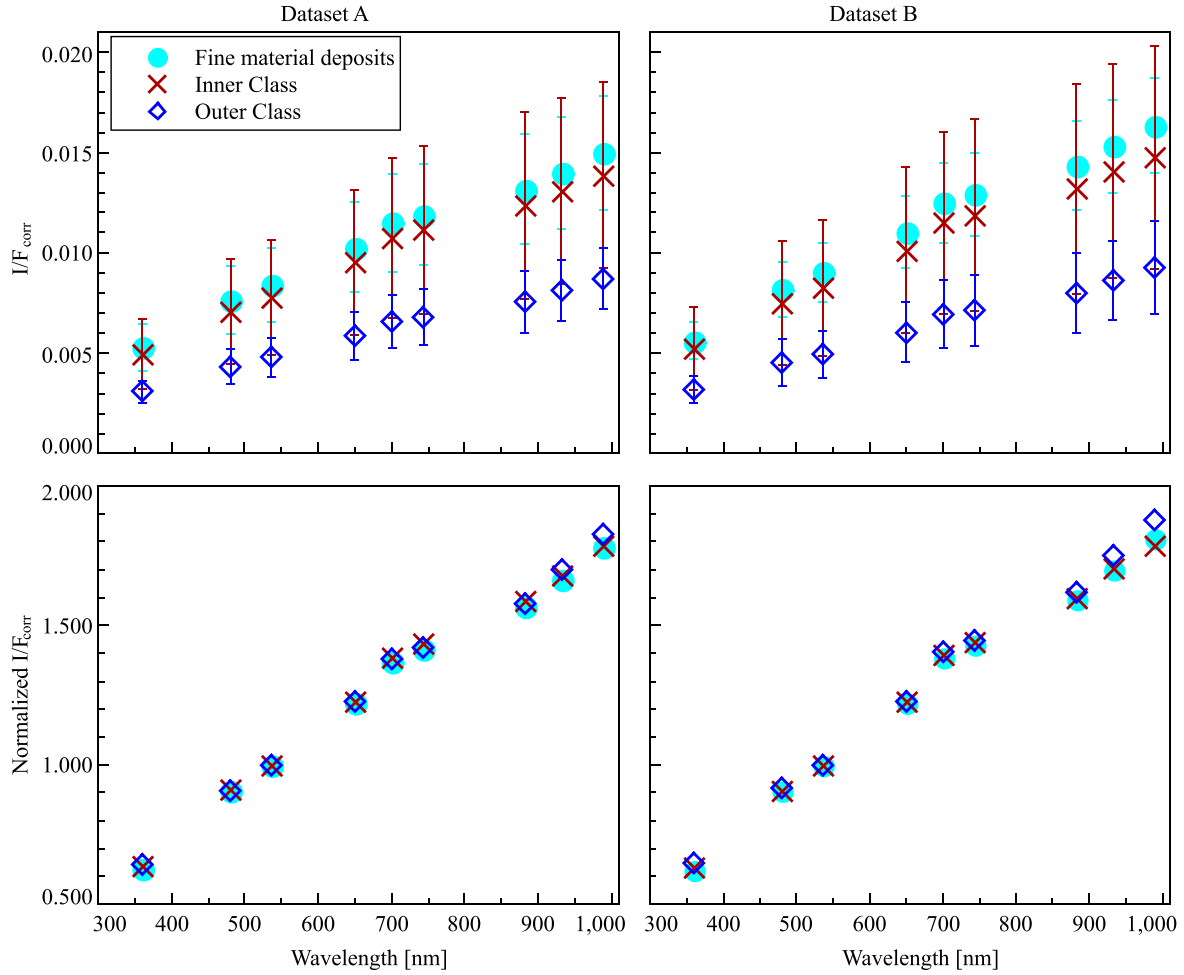 Dataset A
Dataset B
0.020
0.015
0.010
0.005
0.000
I/Fcorr
Fine material deposits
Inner Class
Outer Class
2.000
1.500
1.000
0.500
Normalized I/Fcorr
300 400 500 600 700 800 900 1,000
300 400 500 600 700 800 900 1,000
Wavelength [nm]
Wavelength [nm]